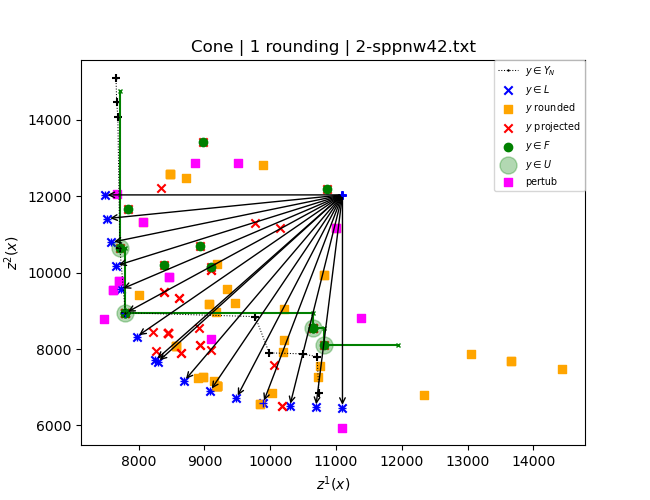 Cone | 1 rounding | 2-sppnw42.txt
y ∈ Y_N
y ∈ L
y rounded
y projected
y ∈ F
y ∈ U
pertub
14000
12000
10000
8000
6000
z²(x)
8000 9000 10000 11000 12000 13000 14000
z¹(x)